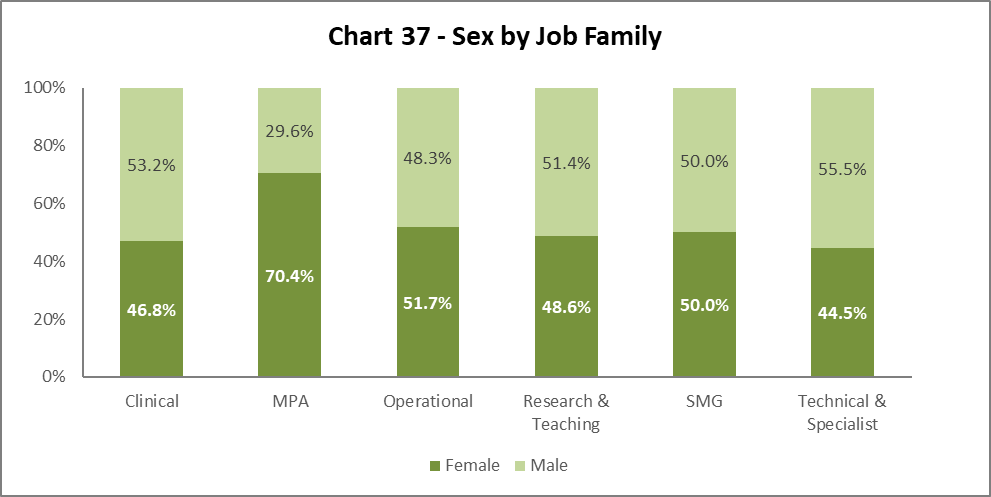 Chart 37 - Sex by Job Family
100%
80%
60%
40%
20%
0%
53.2%
29.6%
48.3%
51.4%
50.0%
55.5%
46.8%
70.4%
51.7%
48.6%
50.0%
44.5%
Clinical
MPA
Operational
Research &
Teaching
SMG
Technical &
Specialist
Female
Male